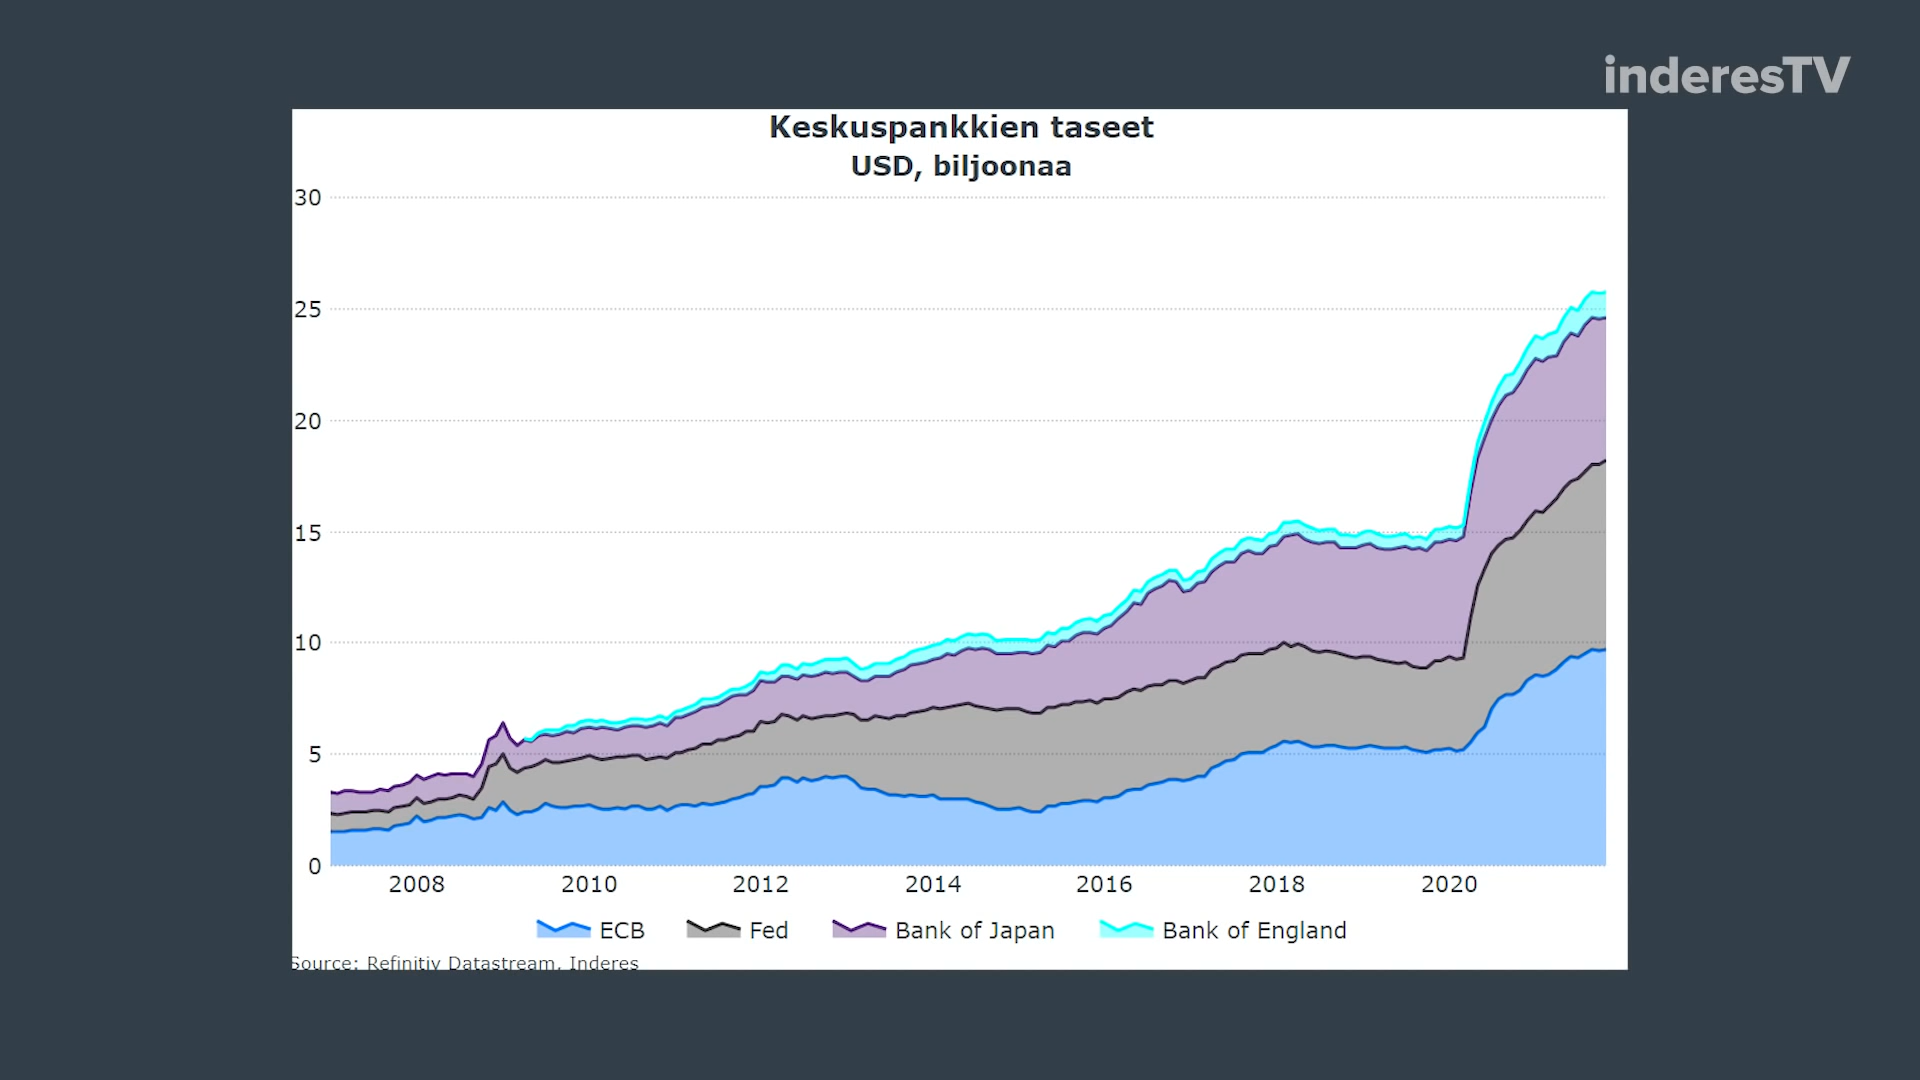 inderesTV
Keskuspankkien taseet
USD, biljoonaa
30
25
20
15
10
5
0
2008 2010 2012 2014 2016 2018 2020
ECB Fed Bank of Japan Bank of England
Source: Refinitiv Datastream, Inderes